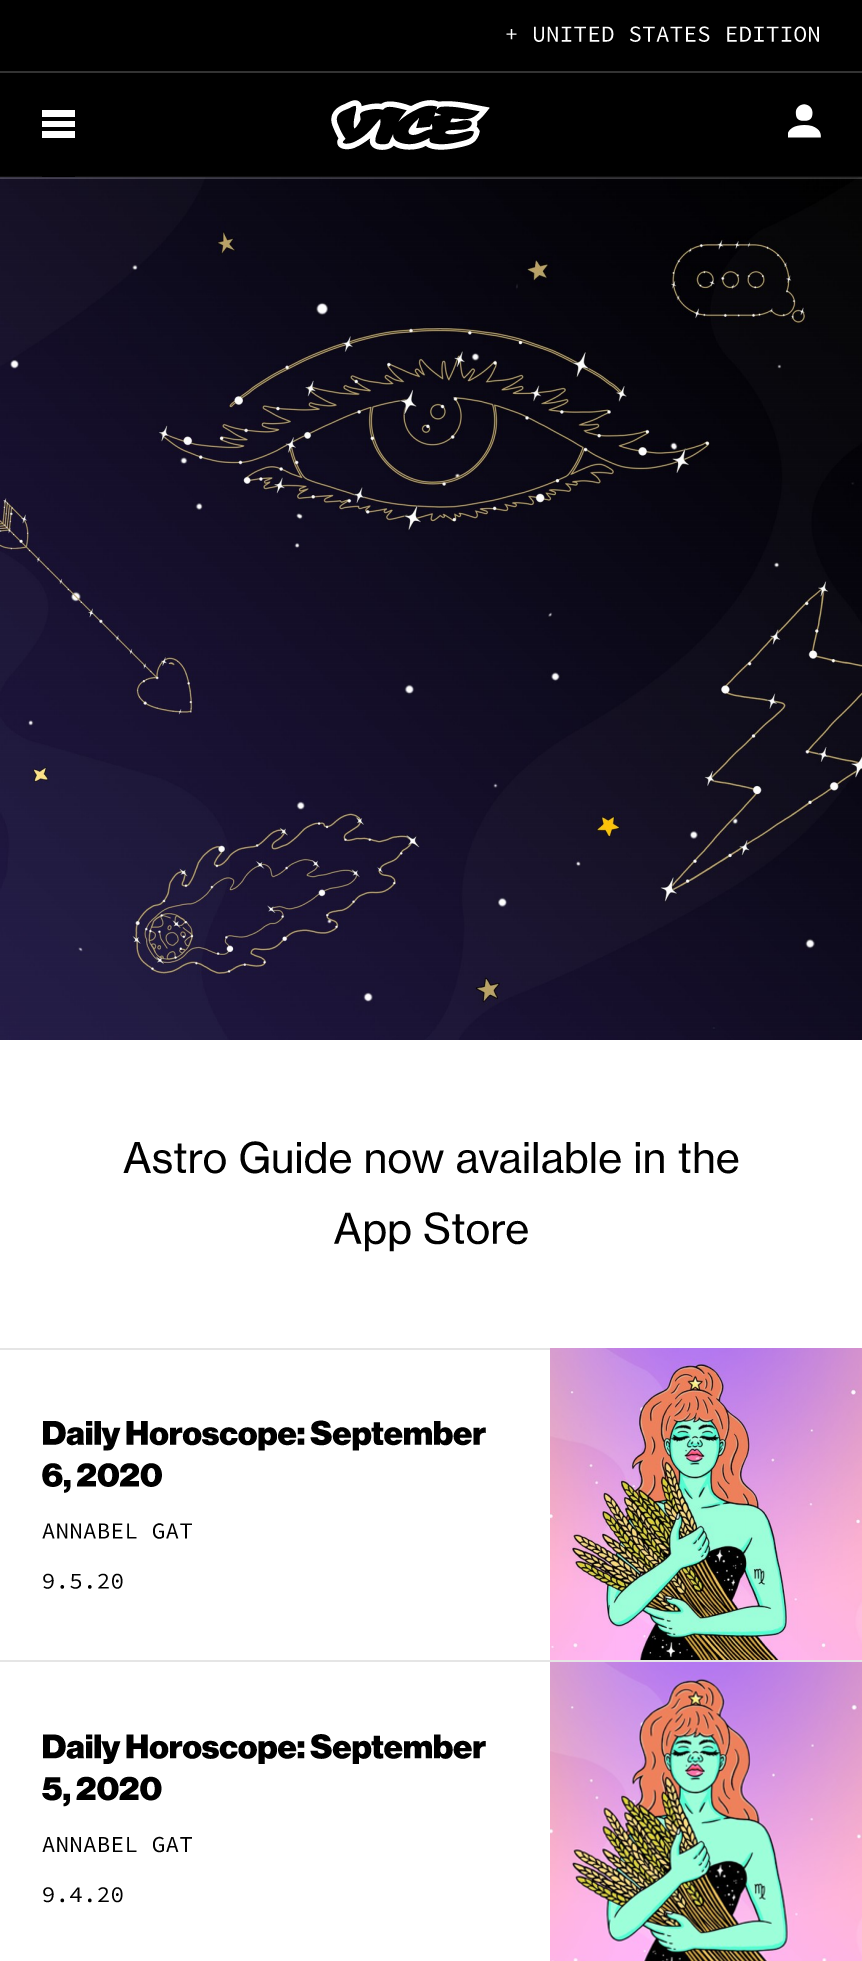 + UNITED STATES EDITION
VICE
Astro Guide now available in the
App Store
Daily Horoscope: September
6, 2020
ANNABEL GAT
9.5.20
Daily Horoscope: September
5, 2020
ANNABEL GAT
9.4.20